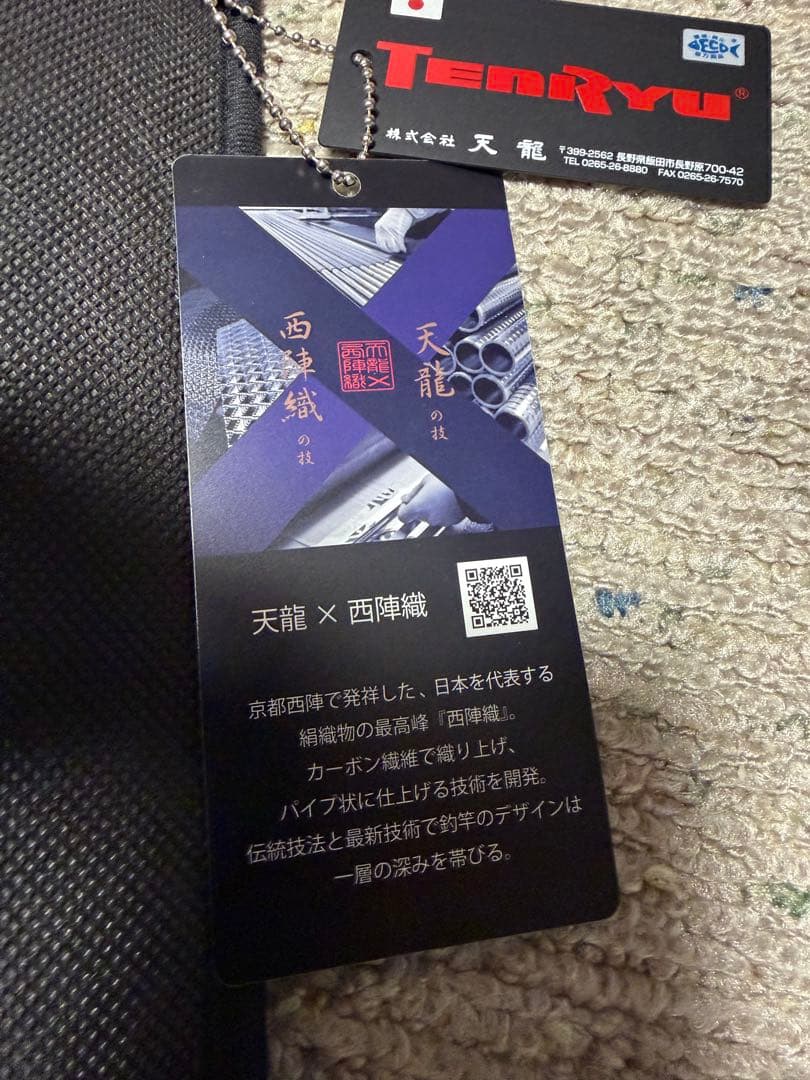 TENRYU®
株式会社 天龍
〒399-2562 長野県飯田市長野原700-42
TEL 0265-26-8880 FAX 0265-26-7570
西陣織の技
天龍の技
天龍×
西陣織
天龍 × 西陣織
京都西陣で発祥した、日本を代表する
絹織物の最高峰『西陣織』。
カーボン繊維で織り上げ、
パイプ状に仕上げる技術を開発。
伝統技法と最新技術で釣竿のデザインは
一層の深みを帯びる。